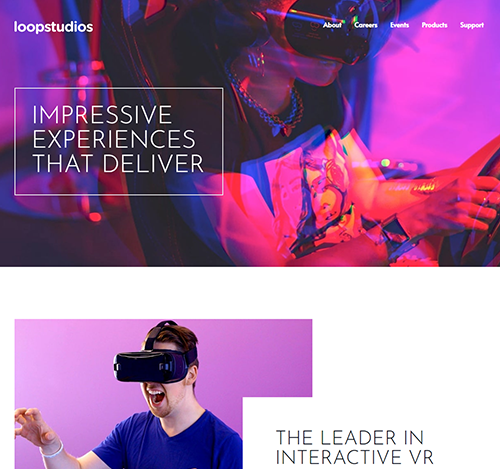 loopstudios
About Careers Events Products Support
IMPRESSIVE
EXPERIENCES
THAT DELIVER
THE LEADER IN
INTERACTIVE VR